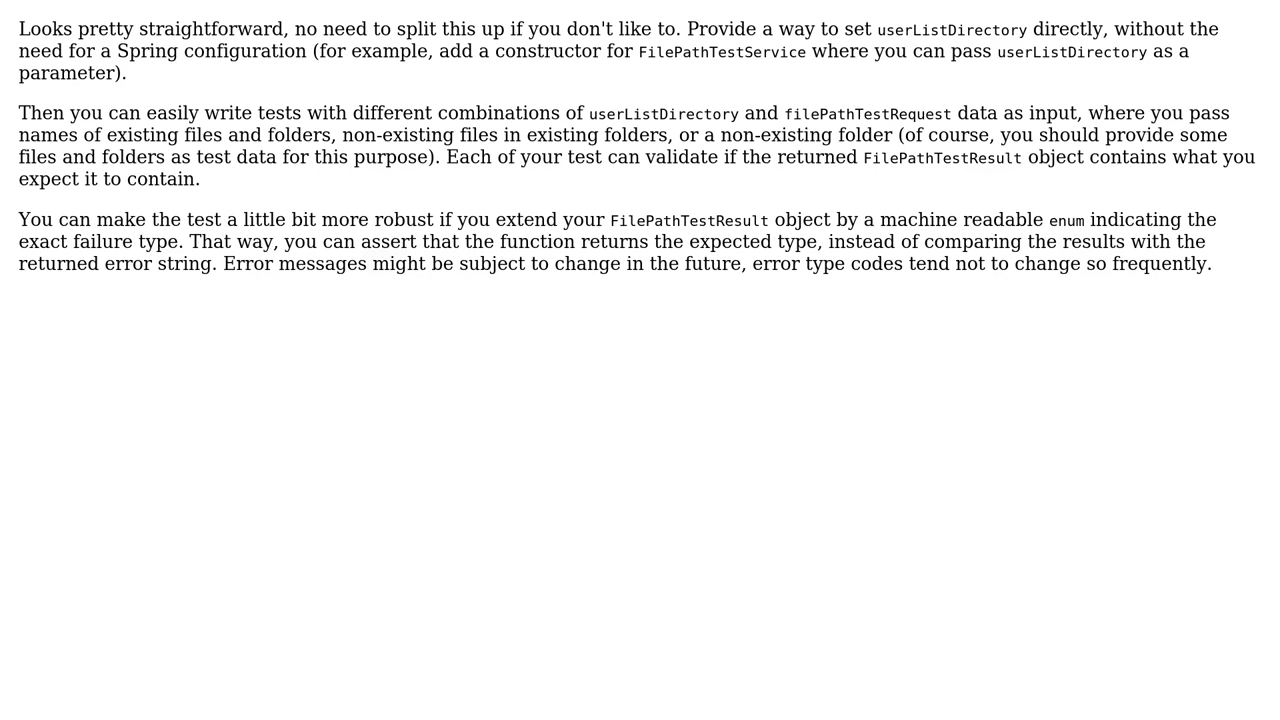 Looks pretty straightforward, no need to split this up if you don't like to. Provide a way to set userListDirectory directly, without the
need for a Spring configuration (for example, add a constructor for FilePathTestService where you can pass userListDirectory as a
parameter).
Then you can easily write tests with different combinations of userListDirectory and filePathTestRequest data as input, where you pass
names of existing files and folders, non-existing files in existing folders, or a non-existing folder (of course, you should provide some
files and folders as test data for this purpose). Each of your test can validate if the returned FilePathTestResult object contains what you
expect it to contain.
You can make the test a little bit more robust if you extend your FilePathTestResult object by a machine readable enum indicating the
exact failure type. That way, you can assert that the function returns the expected type, instead of comparing the results with the
returned error string. Error messages might be subject to change in the future, error type codes tend not to change so frequently.